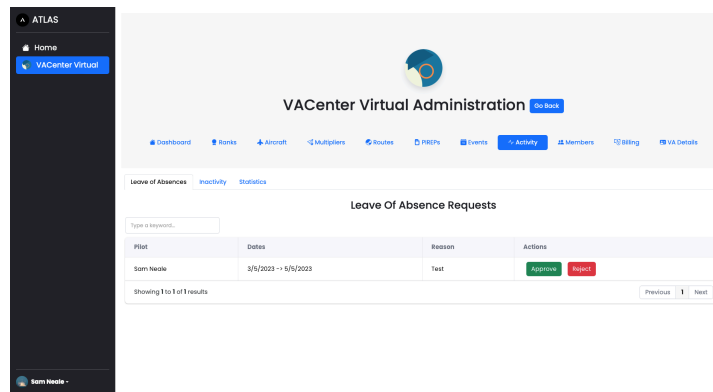 ATLAS
Home
VACenter Virtual
Sam Neale
VACenter Virtual Administration Go Back
Dashboard Ranks Aircraft Multipliers Routes PIREPs Events Activity Members Billing VA Details
Leave of Absences Inactivity Statistics
Leave Of Absence Requests
Type a keyword...
Pilot Dates Reason Actions
Sam Neale 3/5/2023 -> 5/5/2023 Test Approve Reject
Showing 1 to 1 of 1 results Previous 1 Next